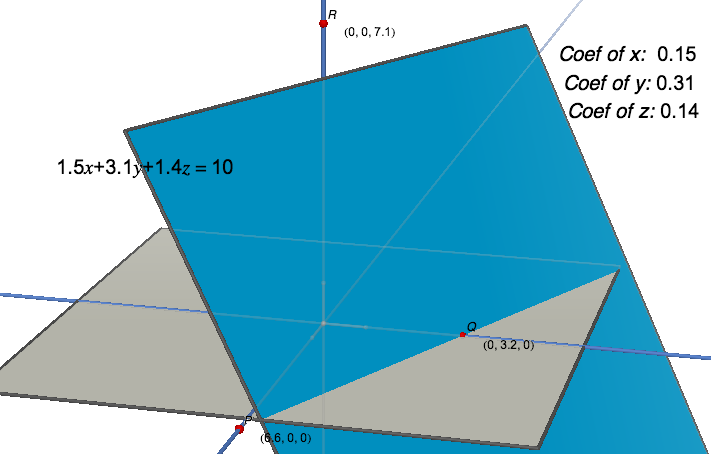 R
(0, 0, 7.1)
Coef of x: 0.15
Coef of y: 0.31
Coef of z: 0.14
1.5x+3.1y+1.4z = 10
Q
(0, 3.2, 0)
P
(6.6, 0, 0)